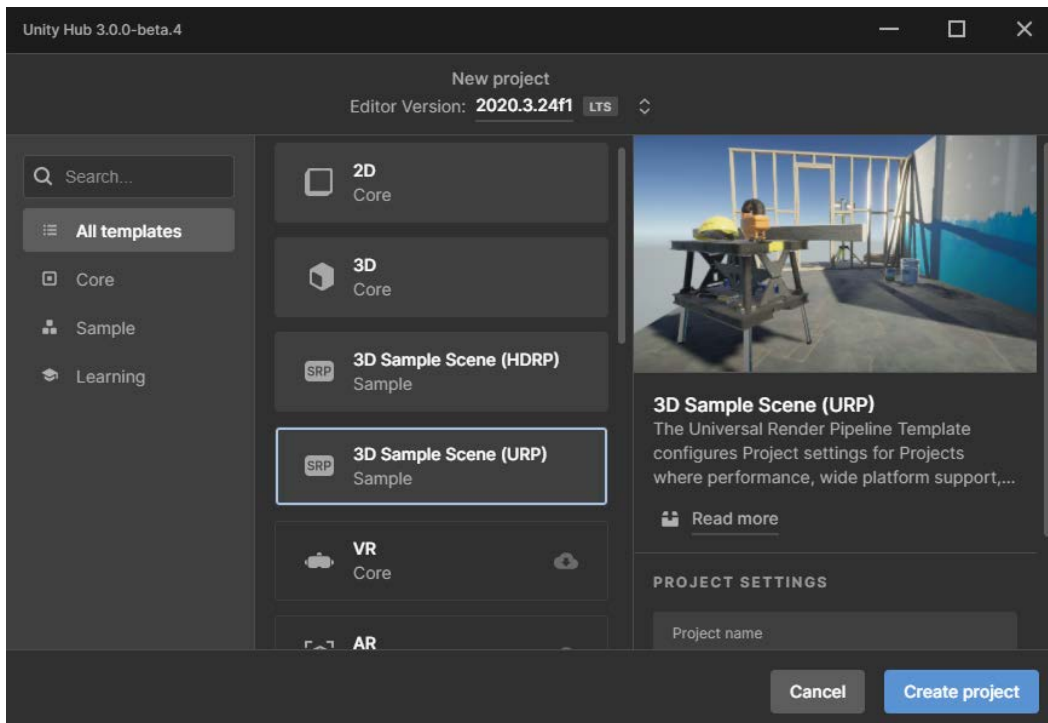 Unity Hub 3.0.0-beta.4
New project
Editor Version: 2020.3.24f1 LTS
Search...
All templates
Core
Sample
Learning
2D
Core
3D
Core
SRP
3D Sample Scene (HDRP)
Sample
SRP
3D Sample Scene (URP)
Sample
VR
Core
AR
3D Sample Scene (URP)
The Universal Render Pipeline Template
configures Project settings for Projects
where performance, wide platform support,...
Read more
PROJECT SETTINGS
Project name
Cancel
Create project